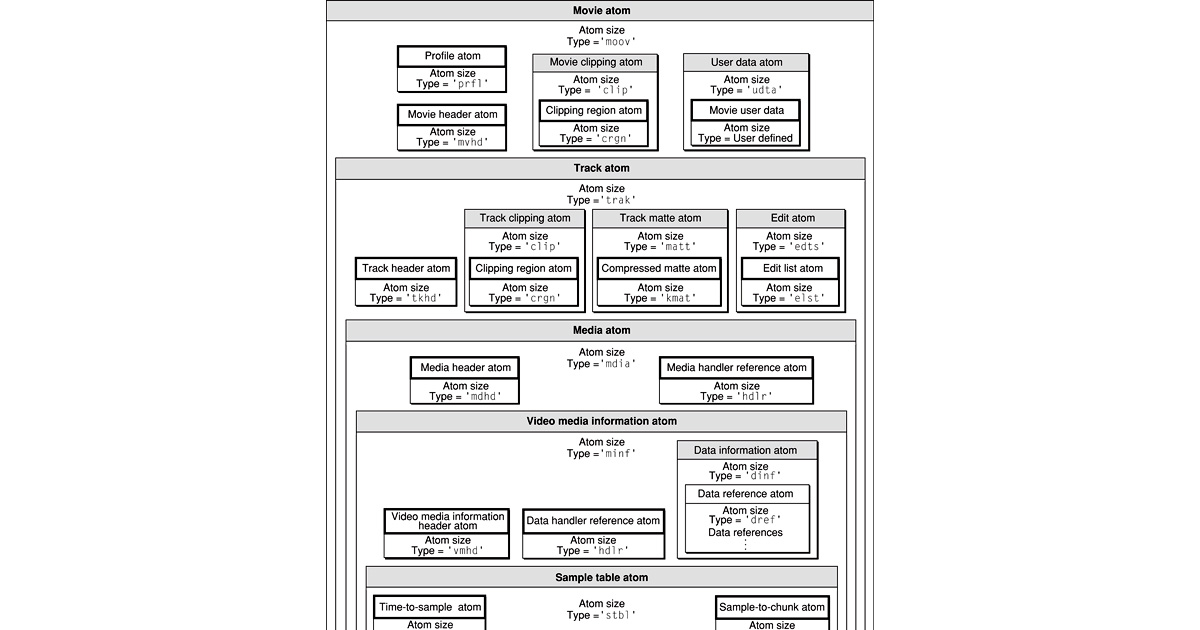 Movie atom
Atom size
Type ='moov'
Profile atom
Atom size
Type = 'prfl'
Movie header atom
Atom size
Type = 'mvhd'
Movie clipping atom
Atom size
Type = 'clip'
Clipping region atom
Atom size
Type = 'crgn'
User data atom
Atom size
Type = 'udta'
Movie user data
Atom size
Type = User defined
Track atom
Atom size
Type ='trak'
Track header atom
Atom size
Type = 'tkhd'
Track clipping atom
Atom size
Type = 'clip'
Clipping region atom
Atom size
Type = 'crgn'
Track matte atom
Atom size
Type = 'matt'
Compressed matte atom
Atom size
Type = 'kmat'
Edit atom
Atom size
Type = 'edts'
Edit list atom
Atom size
Type = 'elst'
Media atom
Atom size
Type ='mdia'
Media header atom
Atom size
Type = 'mdhd'
Media handler reference atom
Atom size
Type = 'hdlr'
Video media information atom
Atom size
Type ='minf'
Video media information
header atom
Atom size
Type = 'vmhd'
Data handler reference atom
Atom size
Type = 'hdlr'
Data information atom
Atom size
Type = 'dinf'
Data reference atom
Atom size
Type = 'dref'
Data references
⋮
Sample table atom
Atom size
Type ='stbl'
Time-to-sample atom
Atom size
Sample-to-chunk atom
Atom size